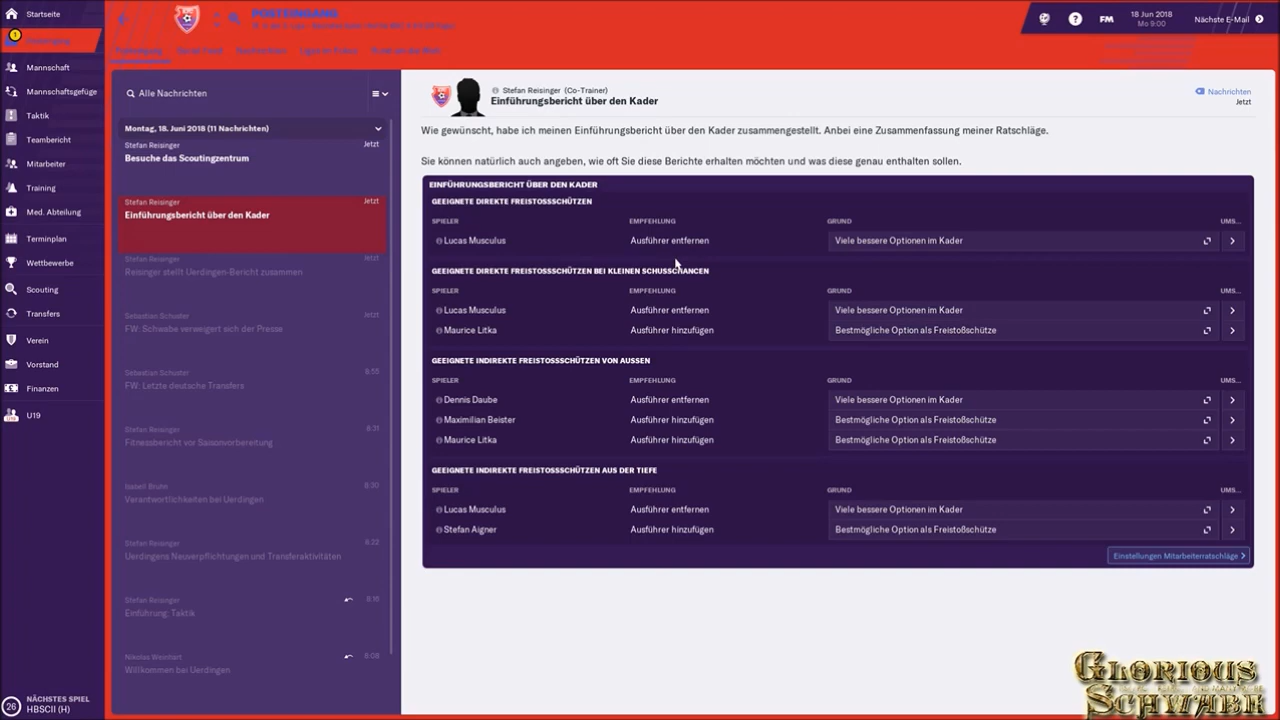 Startseite
POSTEINGANG
FM
18 Jun 2018
Mo 9:00
Nächste E-Mail
1
Mannschaft
Mannschaftsgefüge
Taktik
Teambericht
Mitarbeiter
Training
Med. Abteilung
Terminplan
Wettbewerbe
Scouting
Transfers
Verein
Vorstand
Finanzen
U19
26
NÄCHSTES SPIEL
HBSCII (H)
Alle Nachrichten
Montag, 18. Juni 2018 (11 Nachrichten)
Stefan Reisinger Jetzt
Besuche das Scoutingzentrum
Stefan Reisinger Jetzt
Einführungsbericht über den Kader
Stefan Reisinger Jetzt
Reisinger stellt Uerdingen-Bericht zusammen
Sebastian Schuster Jetzt
FW: Schwabe verweigert sich der Presse
Sebastian Schuster 8:55
FW: Letzte deutsche Transfers
Stefan Reisinger 8:31
Fitnessbericht vor Saisonvorbereitung
Isabell Bruhn 8:30
Verantwortlichkeiten bei Uerdingen
Stefan Reisinger 8:22
Uerdingens Neuverpflichtungen und Transferaktivitäten
Stefan Reisinger 8:16
Einführung: Taktik
Nikolas Weinhart 8:08
Willkommen bei Uerdingen
Stefan Reisinger (Co-Trainer)
Einführungsbericht über den Kader
Nachrichten
Jetzt
Wie gewünscht, habe ich meinen Einführungsbericht über den Kader zusammengestellt. Anbei eine Zusammenfassung meiner Ratschläge.
Sie können natürlich auch angeben, wie oft Sie diese Berichte erhalten möchten und was diese genau enthalten sollen.
EINFÜHRUNGSBERICHT ÜBER DEN KADER
GEEIGNETE DIREKTE FREISTOSSSCHÜTZEN
SPIELER EMPFEHLUNG GRUND UMS...
Lucas Musculus Ausführer entfernen Viele bessere Optionen im Kader
GEEIGNETE DIREKTE FREISTOSSSCHÜTZEN BEI KLEINEN SCHUSSCHANCEN
SPIELER EMPFEHLUNG GRUND UMS...
Lucas Musculus Ausführer entfernen Viele bessere Optionen im Kader
Maurice Litka Ausführer hinzufügen Bestmögliche Option als Freistoßschütze
GEEIGNETE INDIREKTE FREISTOSSSCHÜTZEN VON AUSSEN
SPIELER EMPFEHLUNG GRUND UMS...
Dennis Daube Ausführer entfernen Viele bessere Optionen im Kader
Maximilian Beister Ausführer hinzufügen Bestmögliche Option als Freistoßschütze
Maurice Litka Ausführer hinzufügen Bestmögliche Option als Freistoßschütze
GEEIGNETE INDIREKTE FREISTOSSSCHÜTZEN AUS DER TIEFE
SPIELER EMPFEHLUNG GRUND UMS...
Lucas Musculus Ausführer entfernen Viele bessere Optionen im Kader
Stefan Aigner Ausführer hinzufügen Bestmögliche Option als Freistoßschütze
Einstellungen Mitarbeiterratschläge
GLORIOUS
SCHWABE